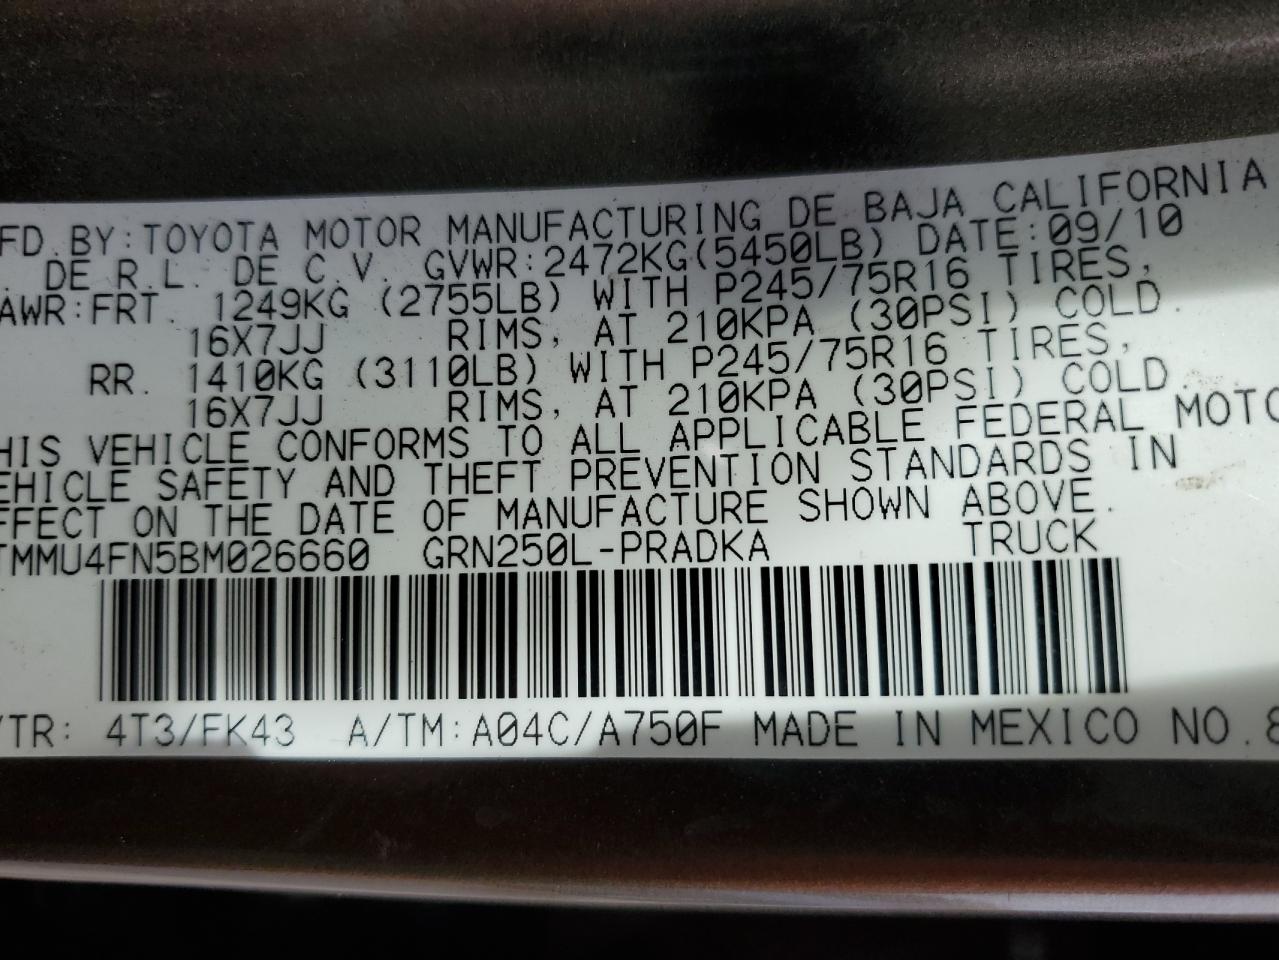 FD BY:TOYOTA MOTOR MANUFACTURING DE BAJA CALIFORNIA
. DE R.L. DE C.V. GVWR:2472KG(5450LB) DATE:09/10
AWR:FRT. 1249KG (2755LB) WITH P245/75R16 TIRES,
16X7JJ RIMS, AT 210KPA (30PSI) COLD.
RR. 1410KG (3110LB) WITH P245/75R16 TIRES,
16X7JJ RIMS, AT 210KPA (30PSI) COLD.
HIS VEHICLE CONFORMS TO ALL APPLICABLE FEDERAL MOTO
EHICLE SAFETY AND THEFT PREVENTION STANDARDS IN
FFECT ON THE DATE OF MANUFACTURE SHOWN ABOVE.
TMMU4FN5BM026660 GRN250L-PRADKA TRUCK
/TR: 4T3/FK43 A/TM:A04C/A750F MADE IN MEXICO NO.8